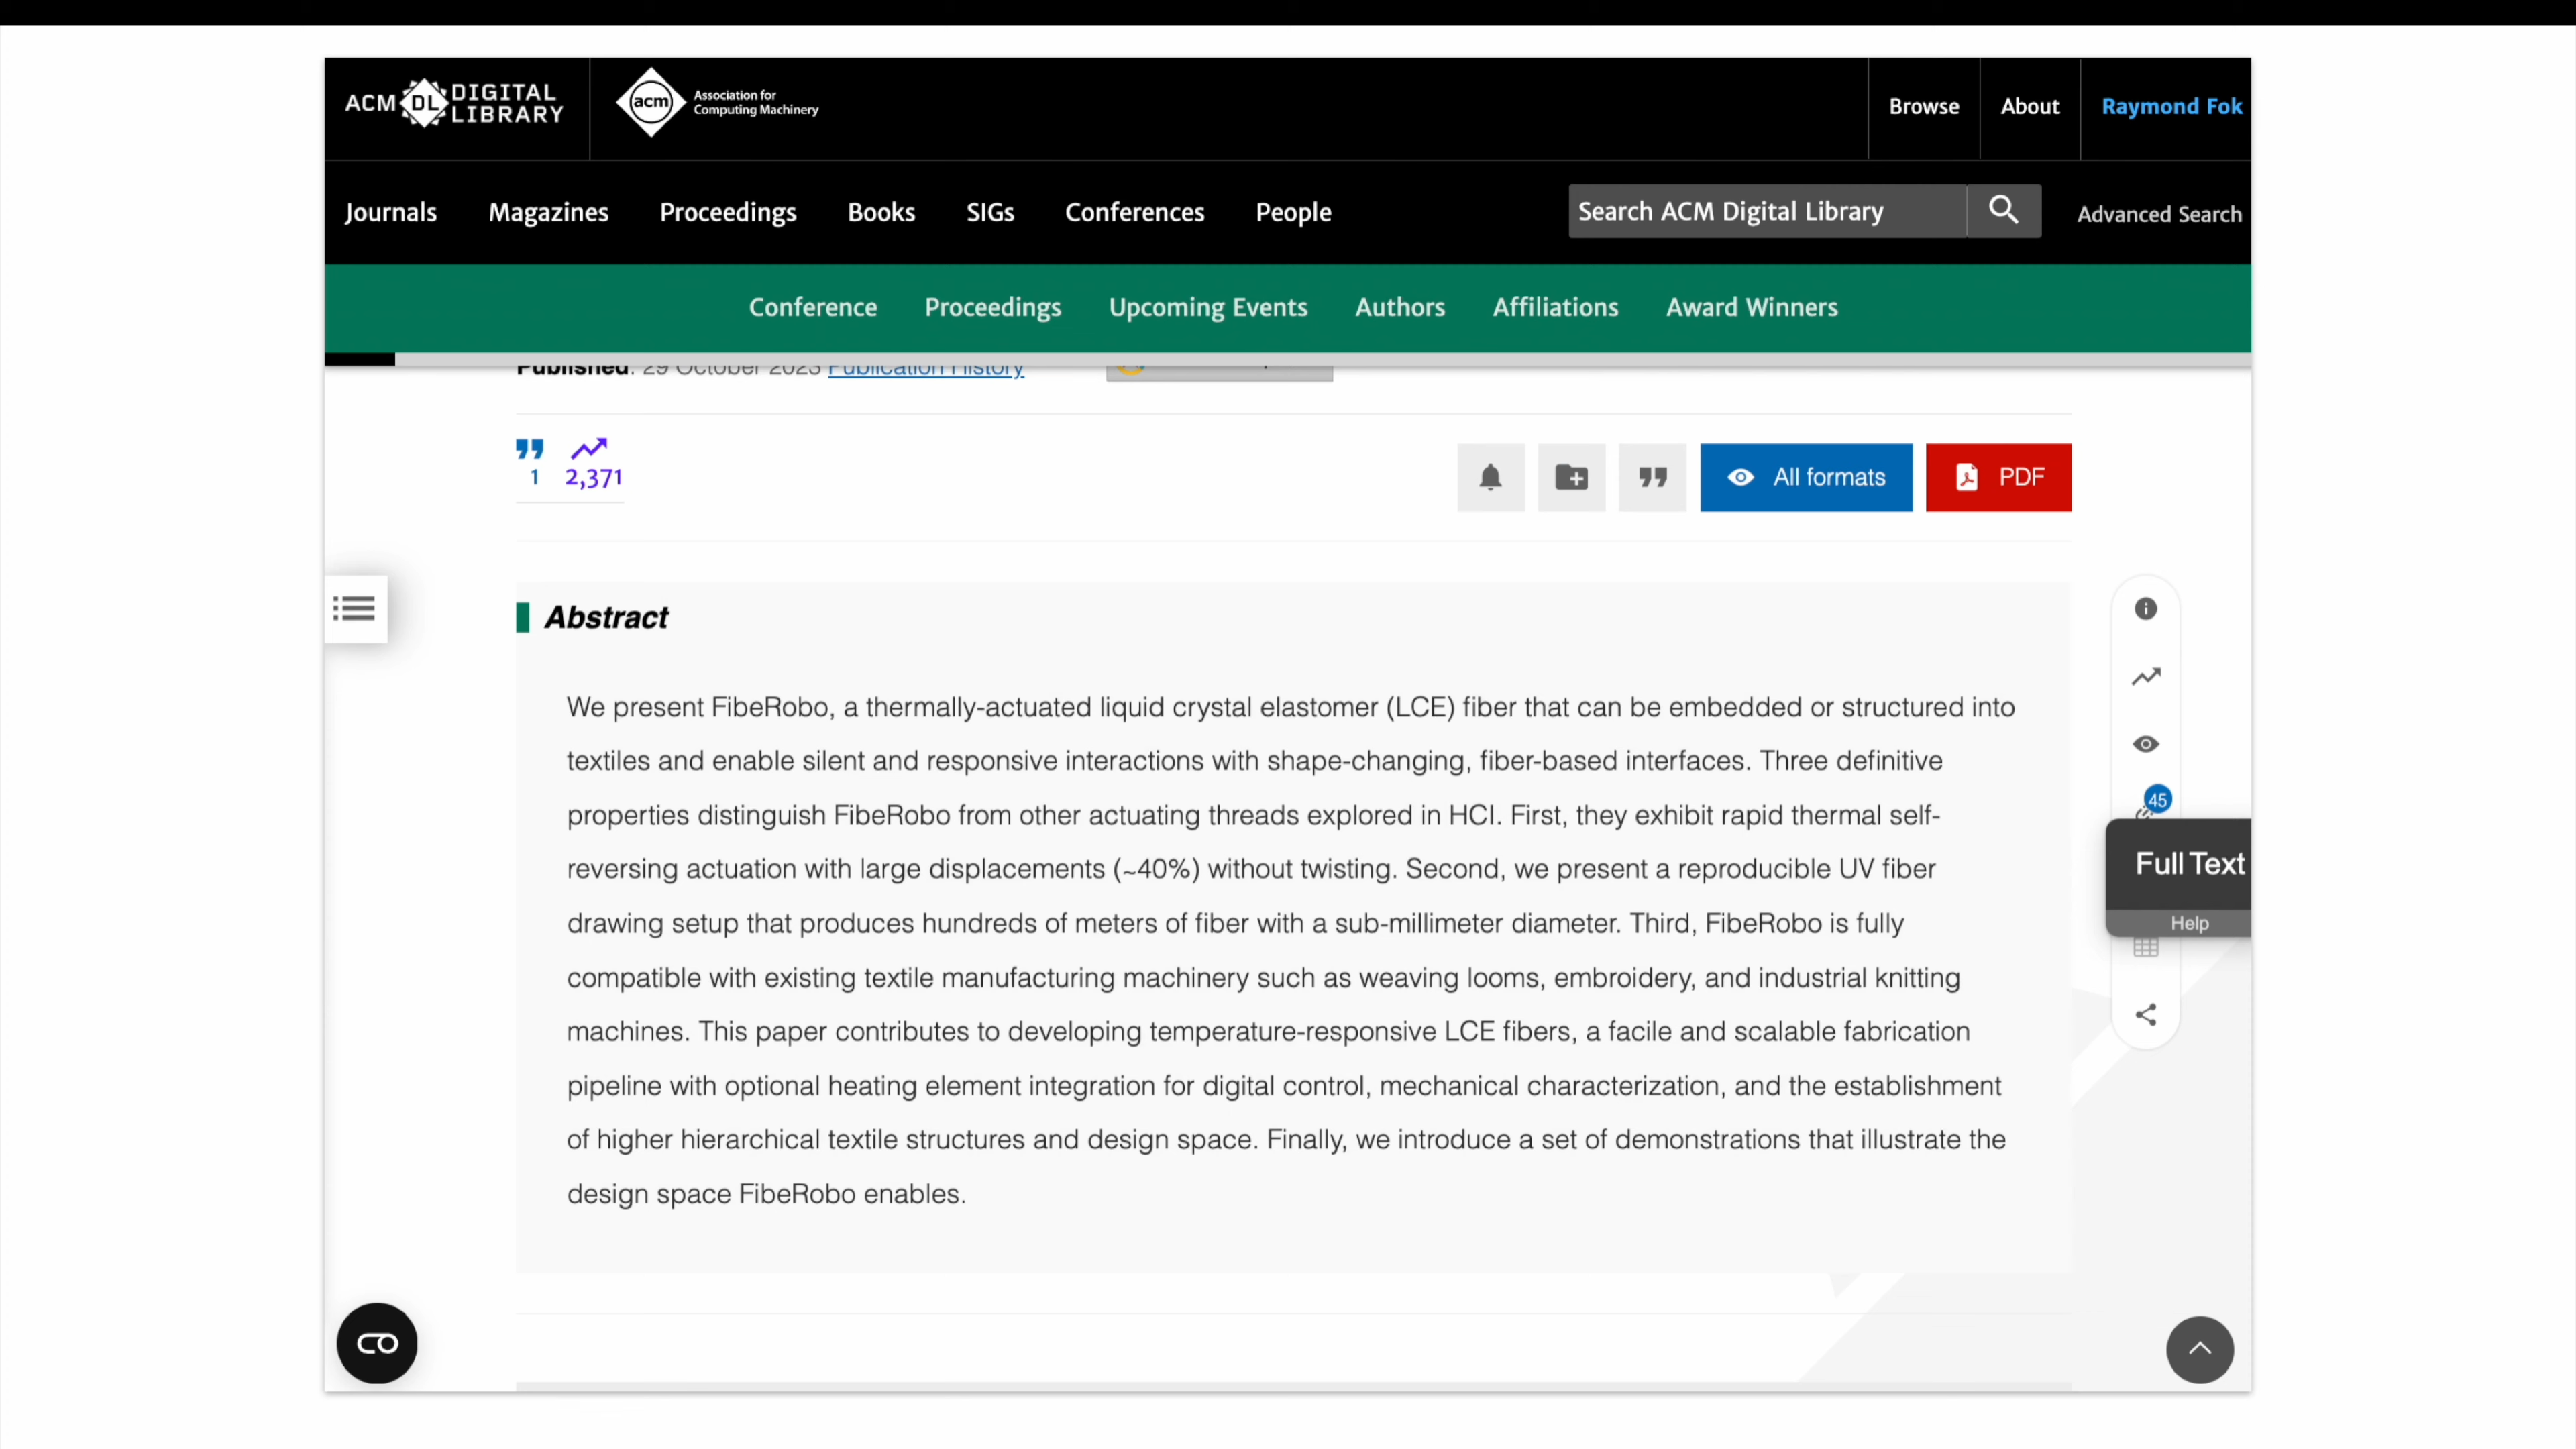 ACM DL DIGITAL LIBRARY
acm Association for Computing Machinery
Browse About Raymond Fok
Journals Magazines Proceedings Books SIGs Conferences People
Search ACM Digital Library
Advanced Search
Conference Proceedings Upcoming Events Authors Affiliations Award Winners
Published: 29 October 2023 Publication History
1 2,371
All formats PDF
Abstract
We present FibeRobo, a thermally-actuated liquid crystal elastomer (LCE) fiber that can be embedded or structured into
textiles and enable silent and responsive interactions with shape-changing, fiber-based interfaces. Three definitive
properties distinguish FibeRobo from other actuating threads explored in HCI. First, they exhibit rapid thermal self-
reversing actuation with large displacements (~40%) without twisting. Second, we present a reproducible UV fiber
drawing setup that produces hundreds of meters of fiber with a sub-millimeter diameter. Third, FibeRobo is fully
compatible with existing textile manufacturing machinery such as weaving looms, embroidery, and industrial knitting
machines. This paper contributes to developing temperature-responsive LCE fibers, a facile and scalable fabrication
pipeline with optional heating element integration for digital control, mechanical characterization, and the establishment
of higher hierarchical textile structures and design space. Finally, we introduce a set of demonstrations that illustrate the
design space FibeRobo enables.
45
Full Text
Help